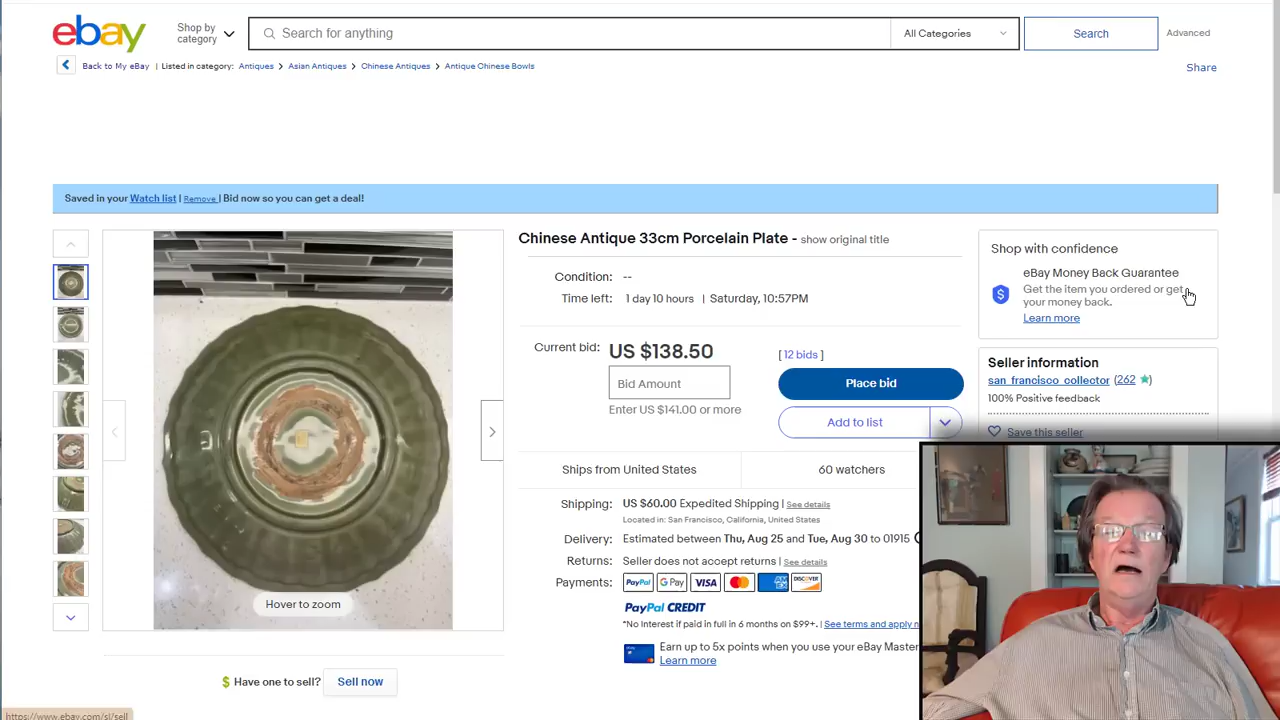 ebay
Shop by category
Search for anything
All Categories
Search
Advanced
Back to My eBay | Listed in category: Antiques > Asian Antiques > Chinese Antiques > Antique Chinese Bowls
Share
Saved in your Watch list | Remove | Bid now so you can get a deal!
Chinese Antique 33cm Porcelain Plate - show original title
Condition: --
Time left: 1 day 10 hours | Saturday, 10:57PM
Current bid: US $138.50 [ 12 bids ]
Bid Amount
Place bid
Enter US $141.00 or more
Add to list
Ships from United States
60 watchers
Shipping: US $60.00 Expedited Shipping | See details
Located in: San Francisco, California, United States
Delivery: Estimated between Thu, Aug 25 and Tue, Aug 30 to 01915
Returns: Seller does not accept returns | See details
Payments: PayPal G Pay VISA mastercard DISCOVER
PayPal CREDIT
*No Interest if paid in full in 6 months on $99+. | See terms and apply n
Earn up to 5x points when you use your eBay Master
Learn more
Hover to zoom
$ Have one to sell? Sell now
Shop with confidence
eBay Money Back Guarantee
Get the item you ordered or get
your money back.
Learn more
Seller information
san_francisco_collector (262 ★)
100% Positive feedback
Save this seller
https://www.ebay.com/sl/sell